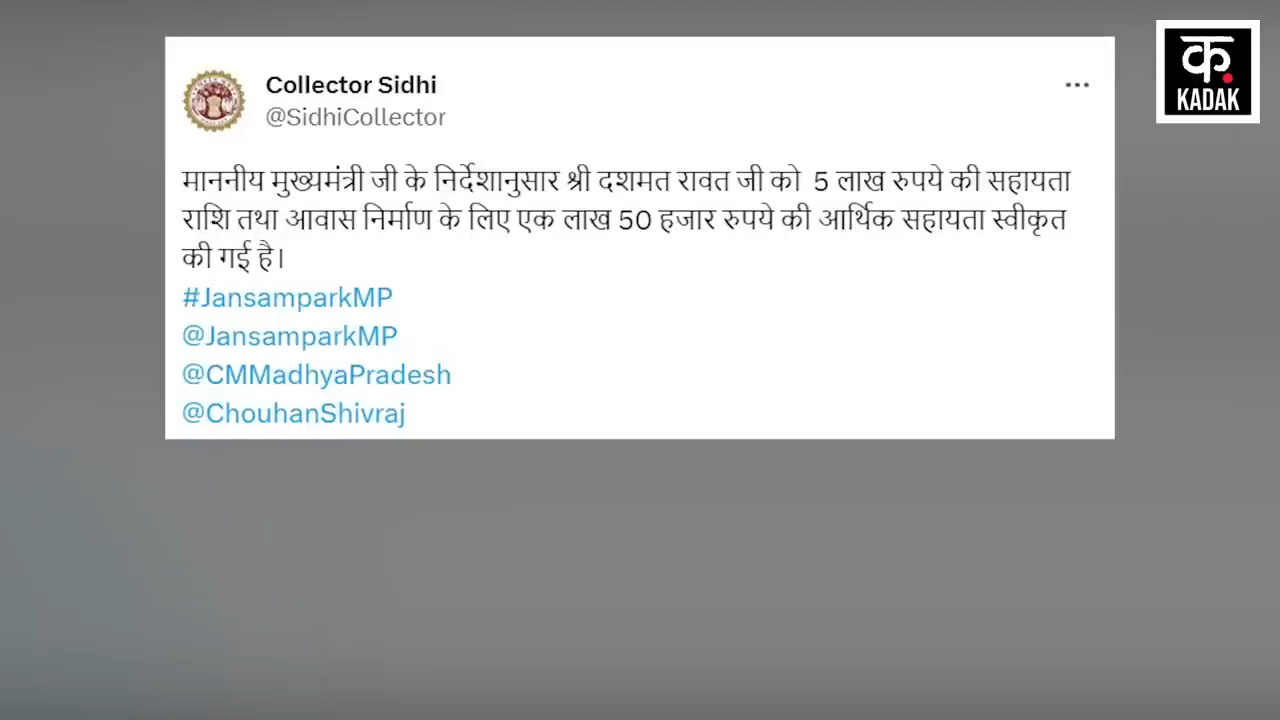 Collector Sidhi
@SidhiCollector
माननीय मुख्यमंत्री जी के निर्देशानुसार श्री दशमत रावत जी को 5 लाख रुपये की सहायता
राशि तथा आवास निर्माण के लिए एक लाख 50 हजार रुपये की आर्थिक सहायता स्वीकृत
की गई है।
#JansamparkMP
@JansamparkMP
@CMMadhyaPradesh
@ChouhanShivraj
क
KADAK